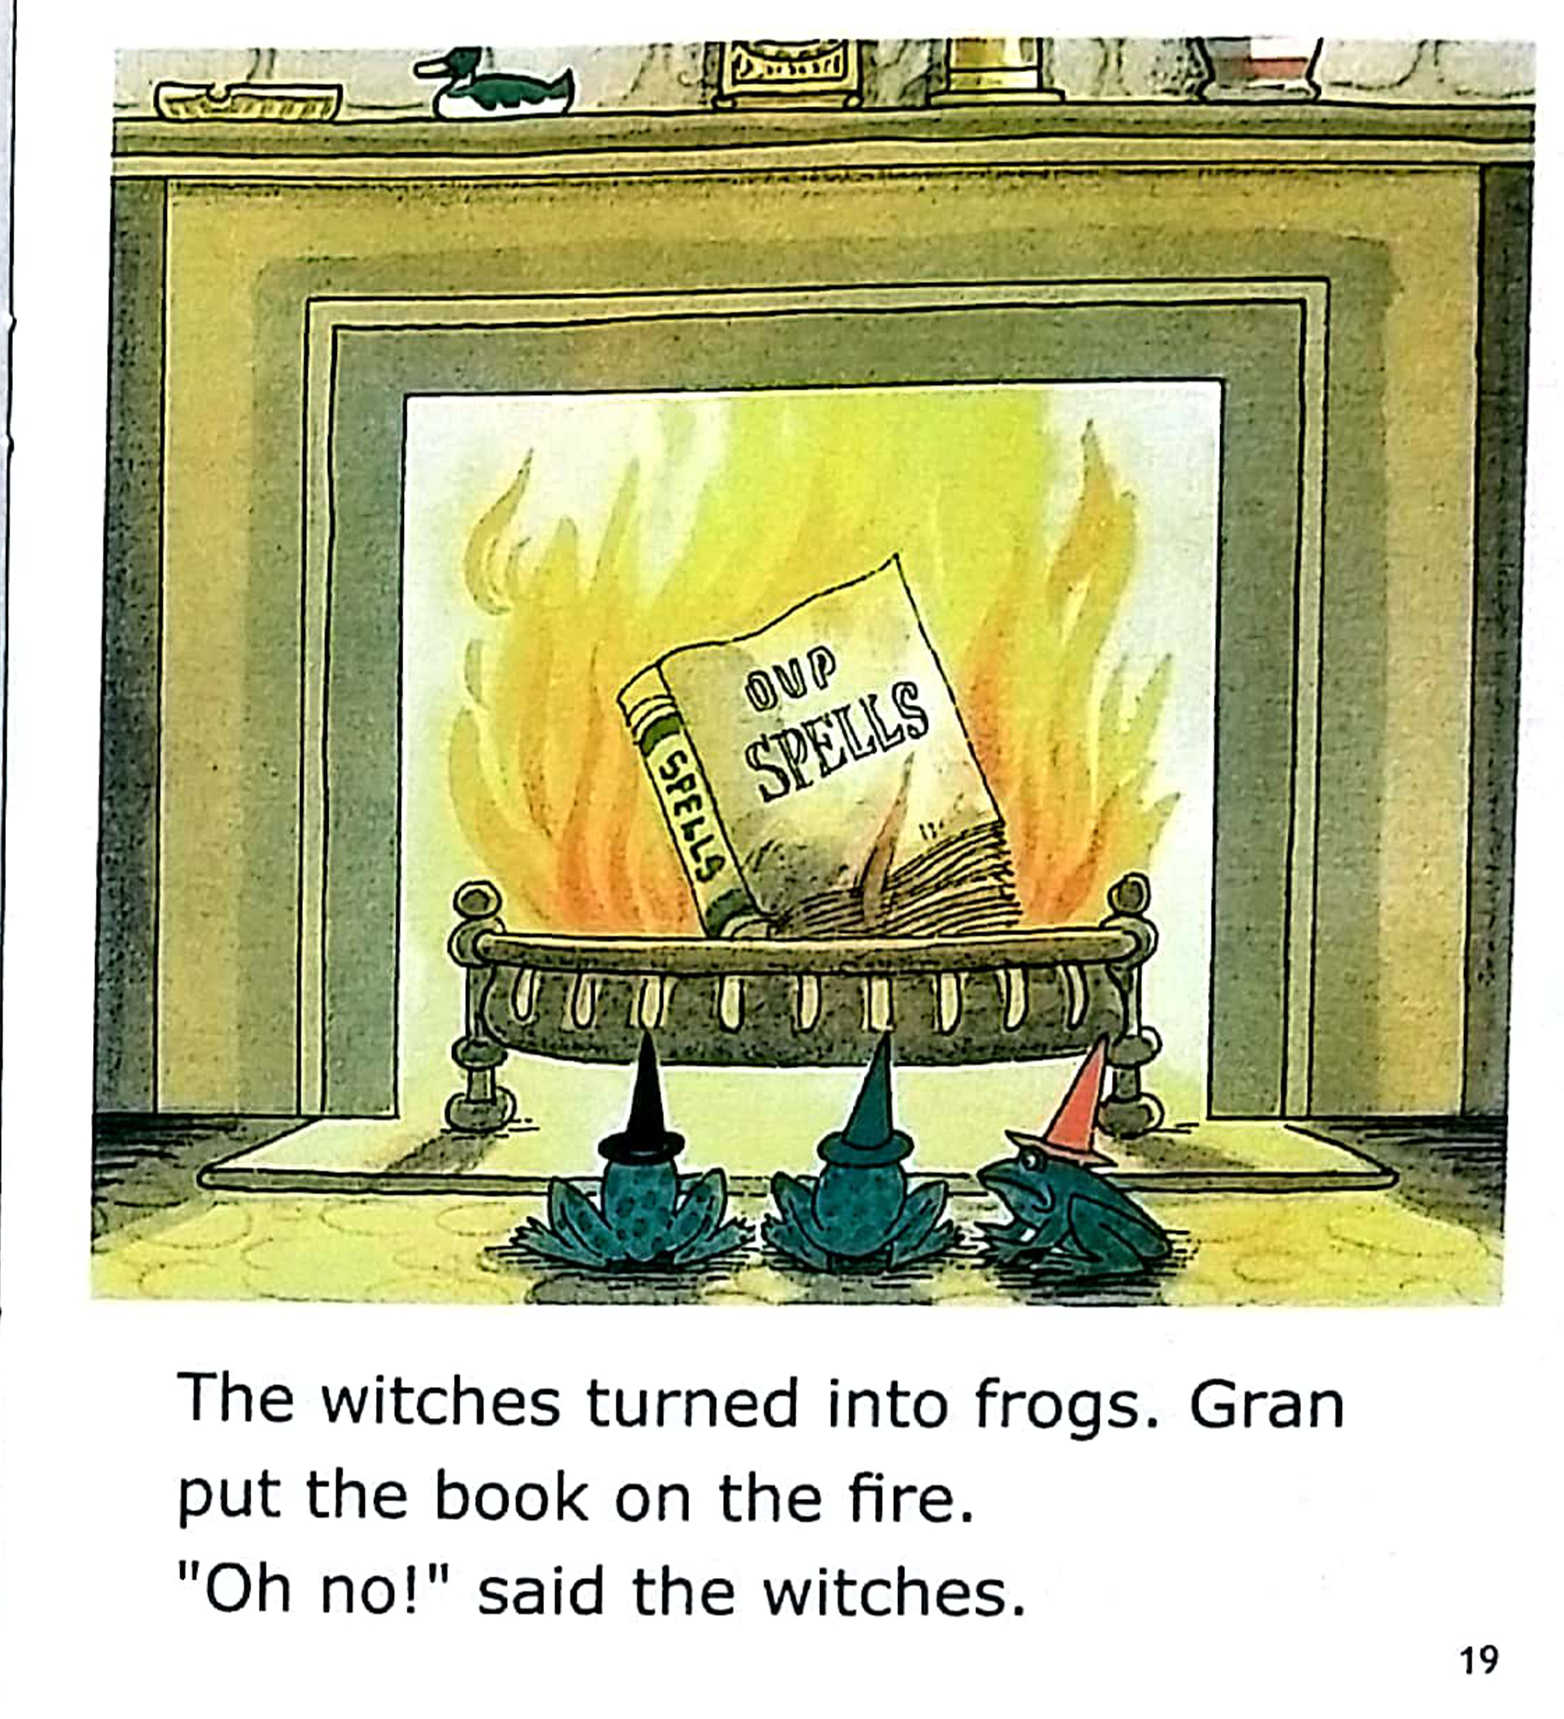 OUP
SPELLS
SPELLS
The witches turned into frogs. Gran
put the book on the fire.
"Oh no!" said the witches.
19